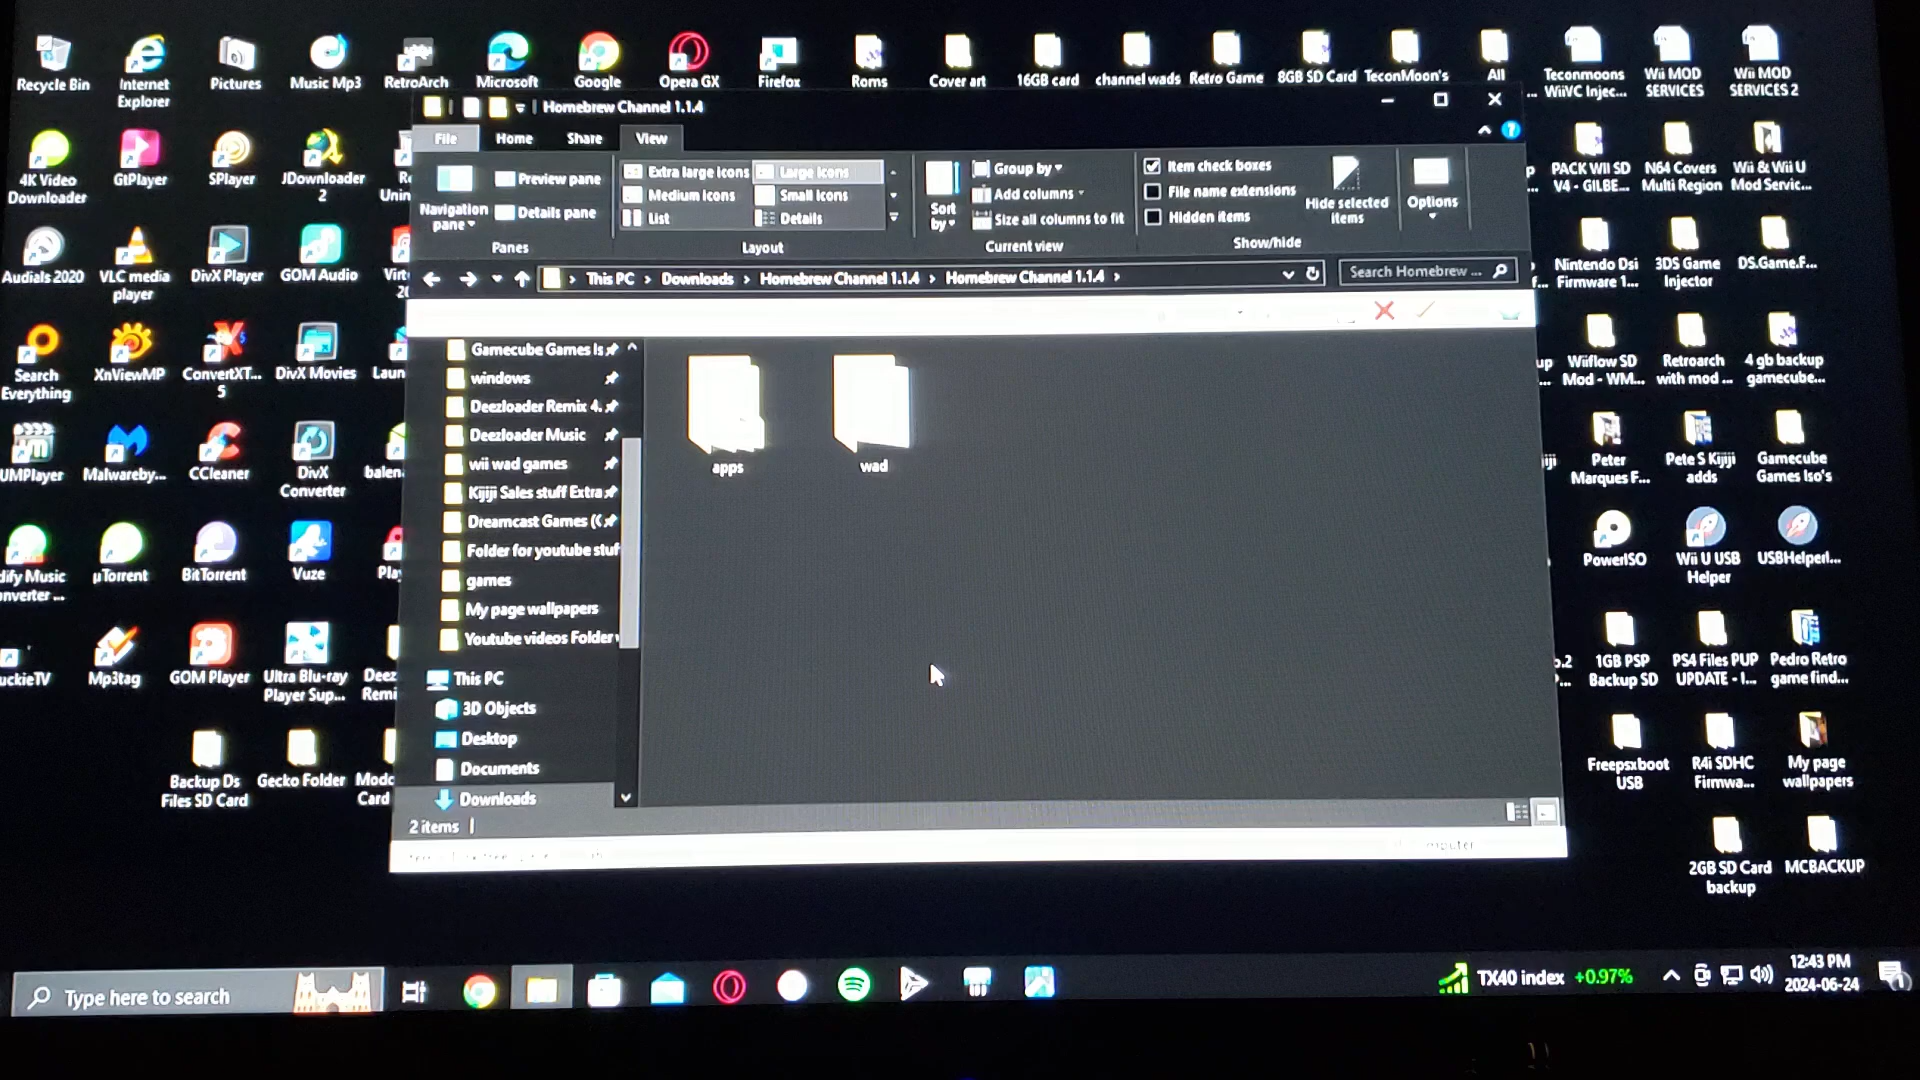 Recycle Bin
Internet
Explorer
Pictures
Music Mp3
RetroArch
Microsoft
Google
Opera GX
Firefox
Roms
Cover art
16GB card
channel wads
Retro Game
8GB SD Card
TeconMoon's
All
Teconmoons
WiiVC Injec...
Wii MOD
SERVICES
Wii MOD
SERVICES 2
Homebrew Channel 1.1.4
File
Home
Share
View
Navigation
pane
Preview pane
Details pane
Panes
Extra large icons
Large icons
Medium icons
Small icons
List
Details
Layout
Sort
by
Group by
Add columns
Size all columns to fit
Current view
Item check boxes
File name extensions
Hidden items
Hide selected
items
Show/hide
Options
This PC
Downloads
Homebrew Channel 1.1.4
Homebrew Channel 1.1.4
Search Homebrew ...
4K Video
Downloader
GtPlayer
SPlayer
JDownloader
2
PACK WII SD
V4 - GILBE...
N64 Covers
Multi Region
Wii & Wii U
Mod Servic...
Audials 2020
VLC media
player
DivX Player
GOM Audio
Nintendo Dsi
Firmware 1...
3DS Game
Injector
DS.Game.F...
Search
Everything
XnViewMP
ConvertXT...
5
DivX Movies
Wiiflow SD
Mod - WM...
Retroarch
with mod ...
4 gb backup
gamecube...
UMPlayer
Malwareby...
CCleaner
DivX
Converter
Peter
Marques F...
Pete S Kijiji
adds
Gamecube
Games Iso's
µTorrent
BitTorrent
Vuze
PowerISO
Wii U USB
Helper
USBHelperI...
Mp3tag
GOM Player
Ultra Blu-ray
Player Sup...
1GB PSP
Backup SD
PS4 Files PUP
UPDATE - I...
Pedro Retro
game find...
Backup Ds
Files SD Card
Gecko Folder
Freepsxboot
USB
R4i SDHC
Firmwa...
My page
wallpapers
2GB SD Card
backup
MCBACKUP
Gamecube Games Is
windows
Deezloader Remix 4.
Deezloader Music
wii wad games
Kijiji Sales stuff Extra
Dreamcast Games (
Folder for youtube stuf
games
My page wallpapers
Youtube videos Folder
This PC
3D Objects
Desktop
Documents
Downloads
apps
wad
2 items
Type here to search
TX40 index +0.97%
12:43 PM
2024-06-24